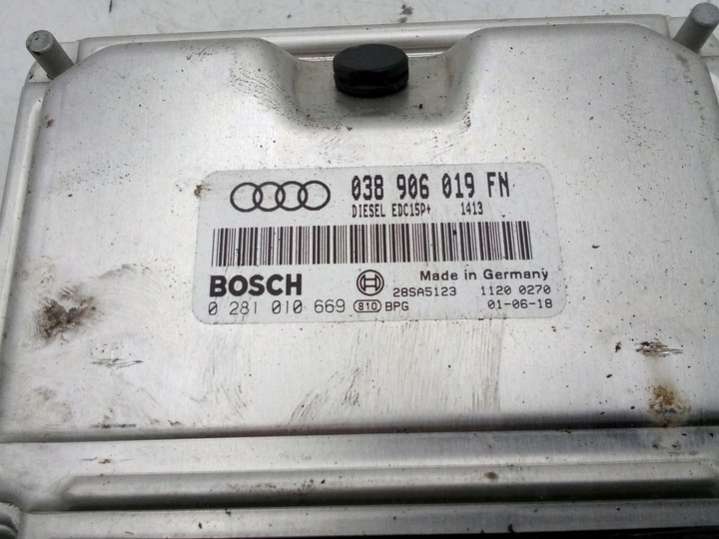 038 906 019 FN
DIESEL EDC15P+ 1413
BOSCH
Made in Germany
28SA5123 1120 0270
0 281 010 669 810 BPG 01-06-18